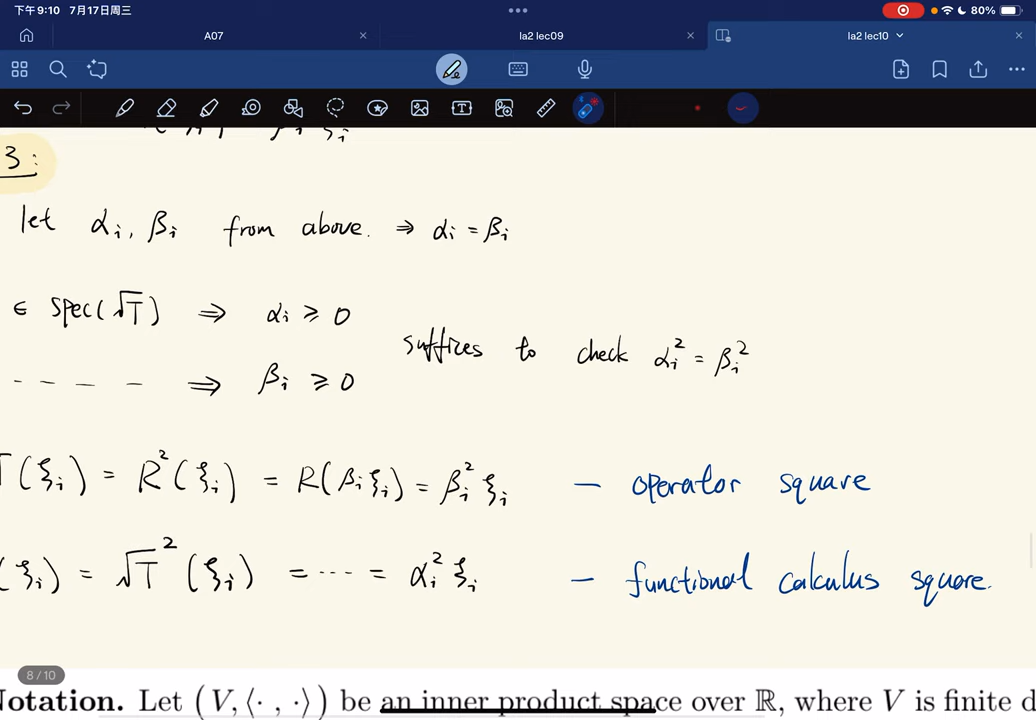 下午9:10 7月17日周三
80%
A07
la2 lec09
la2 lec10
3:
let αi, βi from above. ⇒ αi = βi
∈ spec(√T) ⇒ αi ≥ 0
suffices to check αi² = βi²
- - - - ⇒ βi ≥ 0
T(ξi) = R²(ξi) = R(βiξi) = βi²ξi — operator square
(ξi) = √T²(ξi) = ··· = αi²ξi — functional calculus square.
8 / 10
Notation. Let (V, ⟨· , ·⟩) be an inner product space over ℝ, where V is finite d